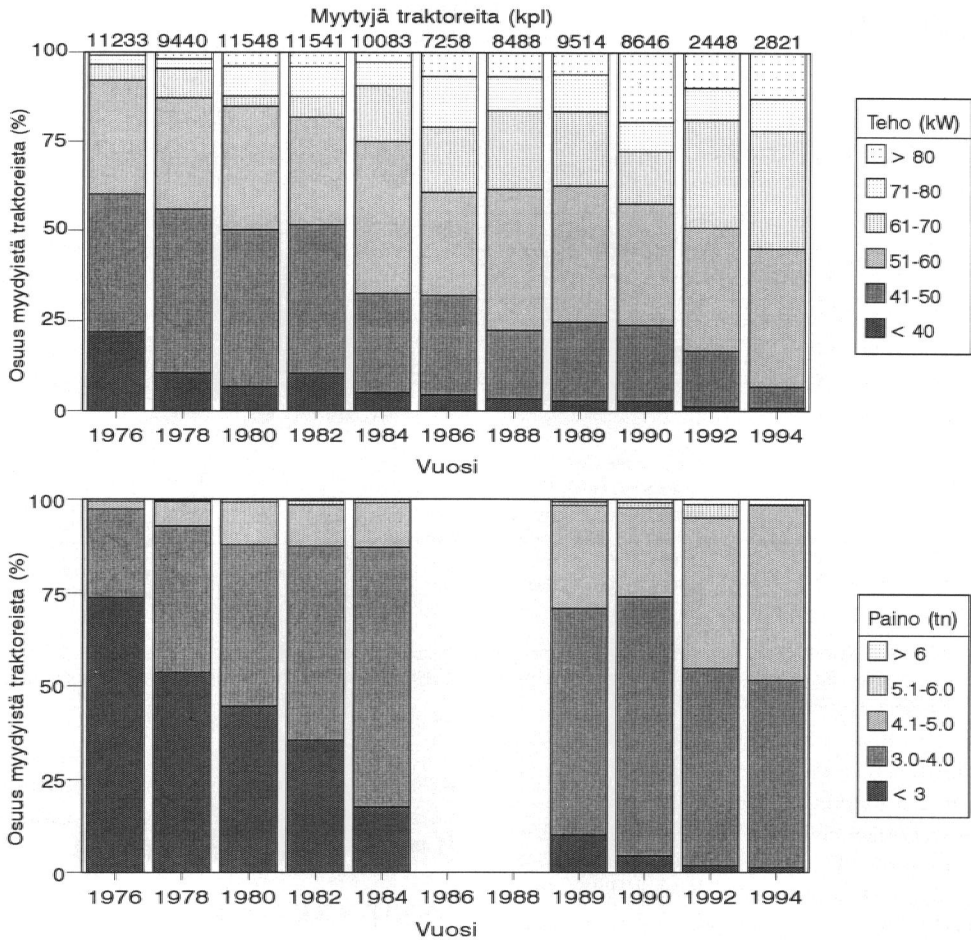 Myytyjä traktoreita (kpl)
11233 9440 11548 11541 10083 7258 8488 9514 8646 2448 2821
Osuus myydyistä traktoreista (%)
100
75
50
25
0
1976 1978 1980 1982 1984 1986 1988 1989 1990 1992 1994
Vuosi
Teho (kW)
> 80
71-80
61-70
51-60
41-50
< 40
Osuus myydyistä traktoreista (%)
100
75
50
25
0
1976 1978 1980 1982 1984 1986 1988 1989 1990 1992 1994
Vuosi
Paino (tn)
> 6
5.1-6.0
4.1-5.0
3.0-4.0
< 3